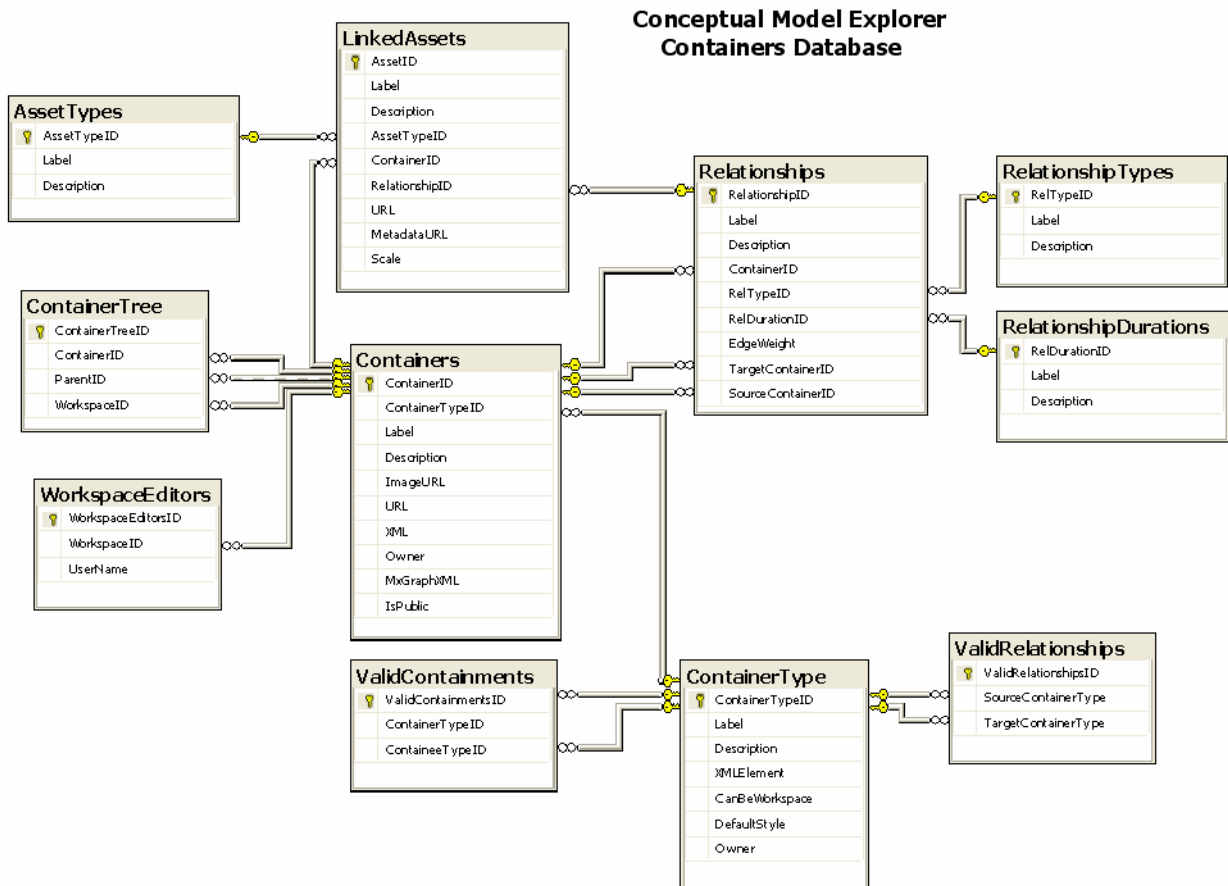 Conceptual Model Explorer
Containers Database
LinkedAssets
AssetID
Label
Description
AssetTypeID
ContainerID
RelationshipID
URL
MetadataURL
Scale
AssetTypes
AssetTypeID
Label
Description
Relationships
RelationshipID
Label
Description
ContainerID
RelTypeID
RelDurationID
EdgeWeight
TargetContainerID
SourceContainerID
RelationshipTypes
RelTypeID
Label
Description
RelationshipDurations
RelDurationID
Label
Description
ContainerTree
ContainerTreeID
ContainerID
ParentID
WorkspaceID
Containers
ContainerID
ContainerTypeID
Label
Description
ImageURL
URL
XML
Owner
MxGraphXML
IsPublic
WorkspaceEditors
WorkspaceEditorsID
WorkspaceID
UserName
ValidContainments
ValidContainmentsID
ContainerTypeID
ContaineeTypeID
ContainerType
ContainerTypeID
Label
Description
XMLElement
CanBeWorkspace
DefaultStyle
Owner
ValidRelationships
ValidRelationshipsID
SourceContainerType
TargetContainerType